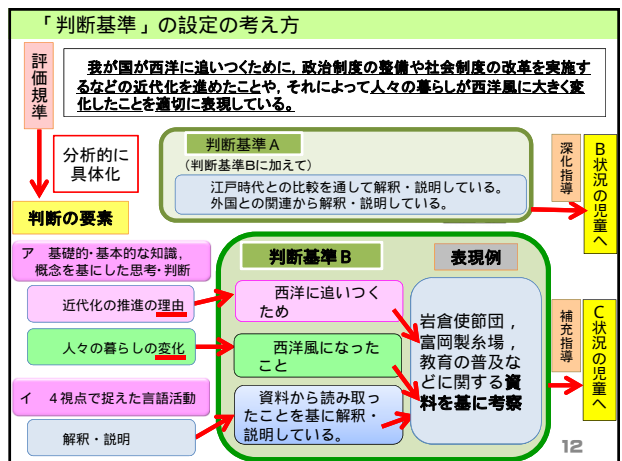 「判断基準」の設定の考え方
評価規準
我が国が西洋に追いつくために，政治制度の整備や社会制度の改革を実施す
るなどの近代化を進めたことや，それによって人々の暮らしが西洋風に大きく変
化したことを適切に表現している。
分析的に
具体化
判断基準Ａ
(判断基準Bに加えて)
江戸時代との比較を通して解釈・説明している。
外国との関連から解釈・説明している。
深化指導
Ｂ状況の児童へ
判断の要素
ア　基礎的・基本的な知識，
概念を基にした思考・判断
近代化の推進の理由
人々の暮らしの変化
イ　４視点で捉えた言語活動
解釈・説明
判断基準Ｂ
西洋に追いつく
ため
西洋風になった
こと
資料から読み取っ
たことを基に解釈・
説明している。
表現例
岩倉使節団，
富岡製糸場，
教育の普及な
どに関する資
料を基に考察
補充指導
Ｃ状況の児童へ
12